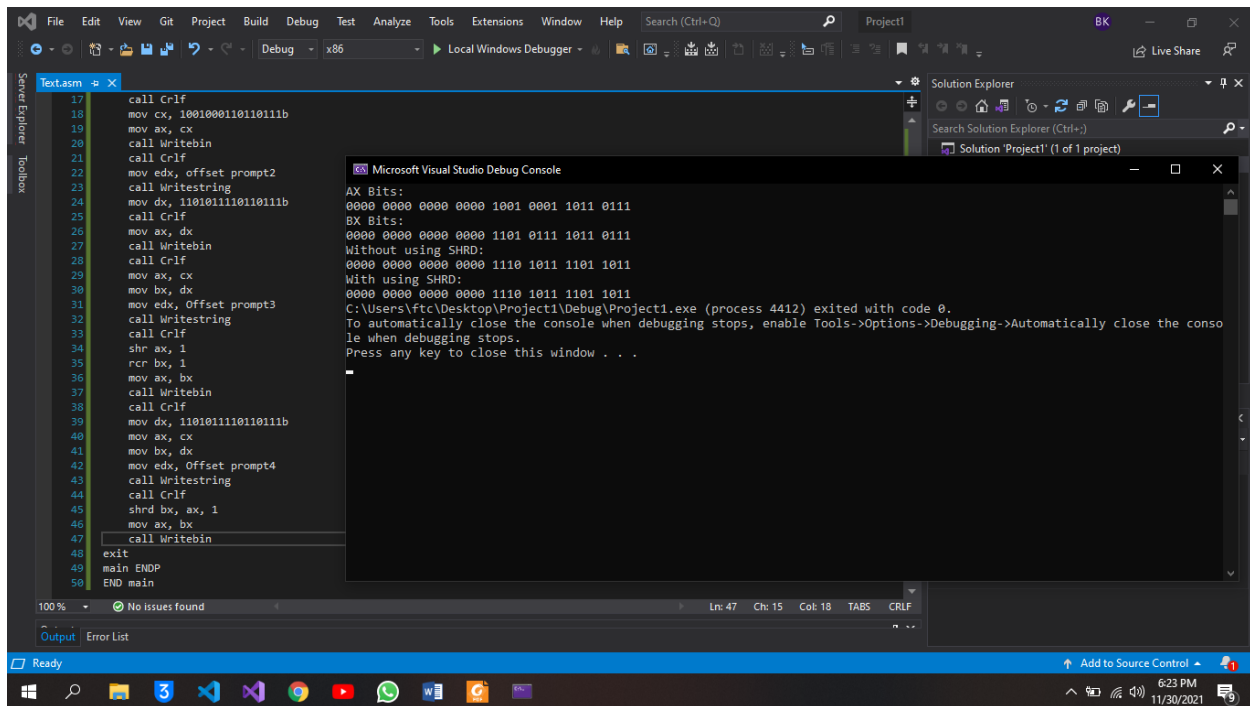 File Edit View Git Project Build Debug Test Analyze Tools Extensions Window Help Search (Ctrl+Q) Project1 BK
Debug x86 Local Windows Debugger Live Share
Server Explorer
Toolbox
Text.asm
17 call Crlf
18 mov cx, 1001000110110111b
19 mov ax, cx
20 call Writebin
21 call Crlf
22 mov edx, offset prompt2
23 call Writestring
24 mov dx, 1101011110110111b
25 call Crlf
26 mov ax, dx
27 call Writebin
28 call Crlf
29 mov ax, cx
30 mov bx, dx
31 mov edx, Offset prompt3
32 call Writestring
33 call Crlf
34 shr ax, 1
35 rcr bx, 1
36 mov ax, bx
37 call Writebin
38 call Crlf
39 mov dx, 1101011110110111b
40 mov ax, cx
41 mov bx, dx
42 mov edx, Offset prompt4
43 call Writestring
44 call Crlf
45 shrd bx, ax, 1
46 mov ax, bx
47 call Writebin
48 exit
49 main ENDP
50 END main
Solution Explorer
Search Solution Explorer (Ctrl+;)
Solution 'Project1' (1 of 1 project)
Microsoft Visual Studio Debug Console
AX Bits:
0000 0000 0000 0000 1001 0001 1011 0111
BX Bits:
0000 0000 0000 0000 1101 0111 1011 0111
Without using SHRD:
0000 0000 0000 0000 1110 1011 1101 1011
With using SHRD:
0000 0000 0000 0000 1110 1011 1101 1011
C:\Users\ftc\Desktop\Project1\Debug\Project1.exe (process 4412) exited with code 0.
To automatically close the console when debugging stops, enable Tools->Options->Debugging->Automatically close the conso
le when debugging stops.
Press any key to close this window . . .
100 % No issues found Ln: 47 Ch: 15 Col: 18 TABS CRLF
Output Error List
Ready Add to Source Control 1
6:23 PM
11/30/2021
9